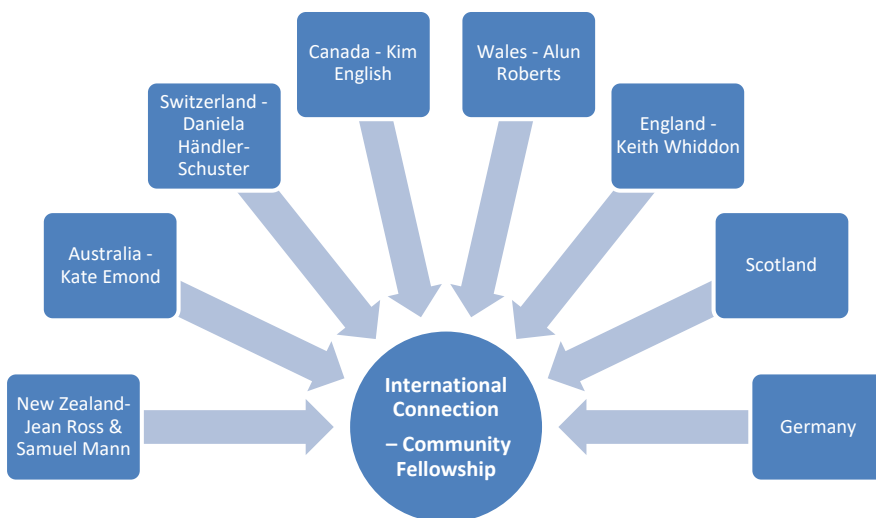 Canada - Kim
English
Wales - Alun
Roberts
Switzerland -
Daniela
Händler-
Schuster
England -
Keith Whiddon
Australia -
Kate Emond
Scotland
New Zealand-
Jean Ross &
Samuel Mann
International
Connection
– Community
Fellowship
Germany